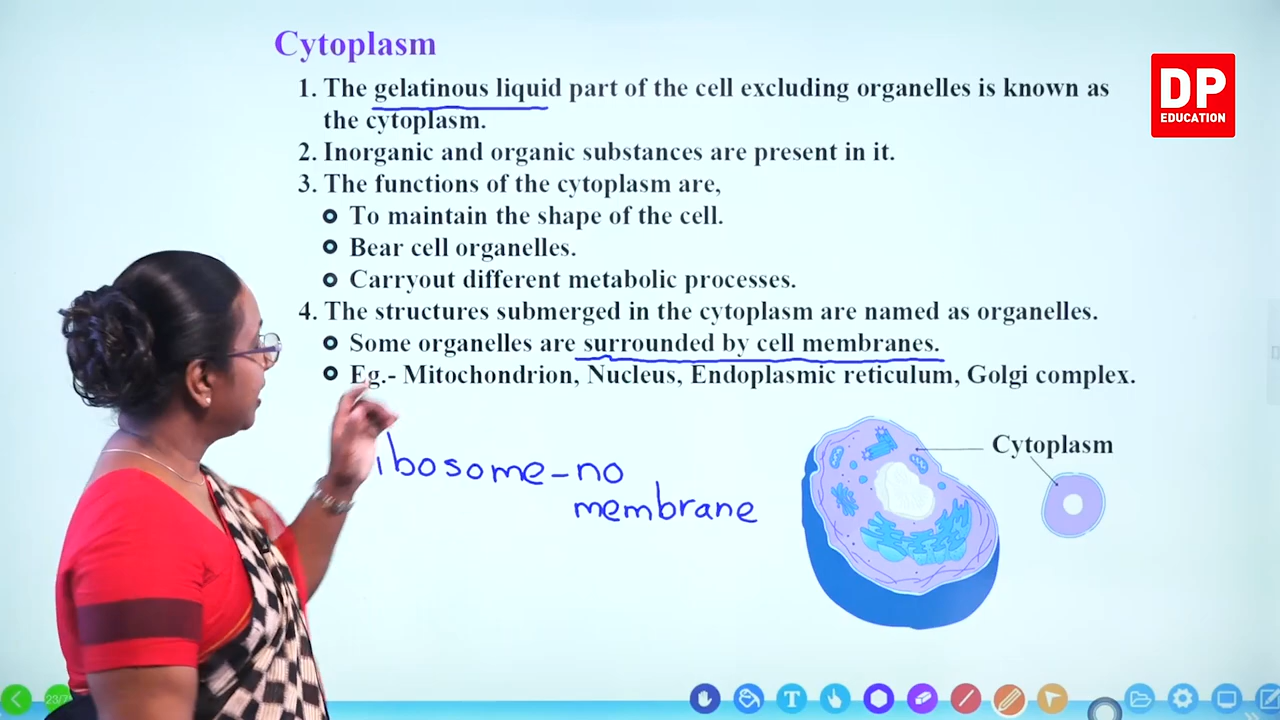 Cytoplasm
1. The gelatinous liquid part of the cell excluding organelles is known as
the cytoplasm.
2. Inorganic and organic substances are present in it.
3. The functions of the cytoplasm are,
To maintain the shape of the cell.
Bear cell organelles.
Carryout different metabolic processes.
4. The structures submerged in the cytoplasm are named as organelles.
Some organelles are surrounded by cell membranes.
Eg.- Mitochondrion, Nucleus, Endoplasmic reticulum, Golgi complex.
ibosome - no
membrane
Cytoplasm
DP
EDUCATION